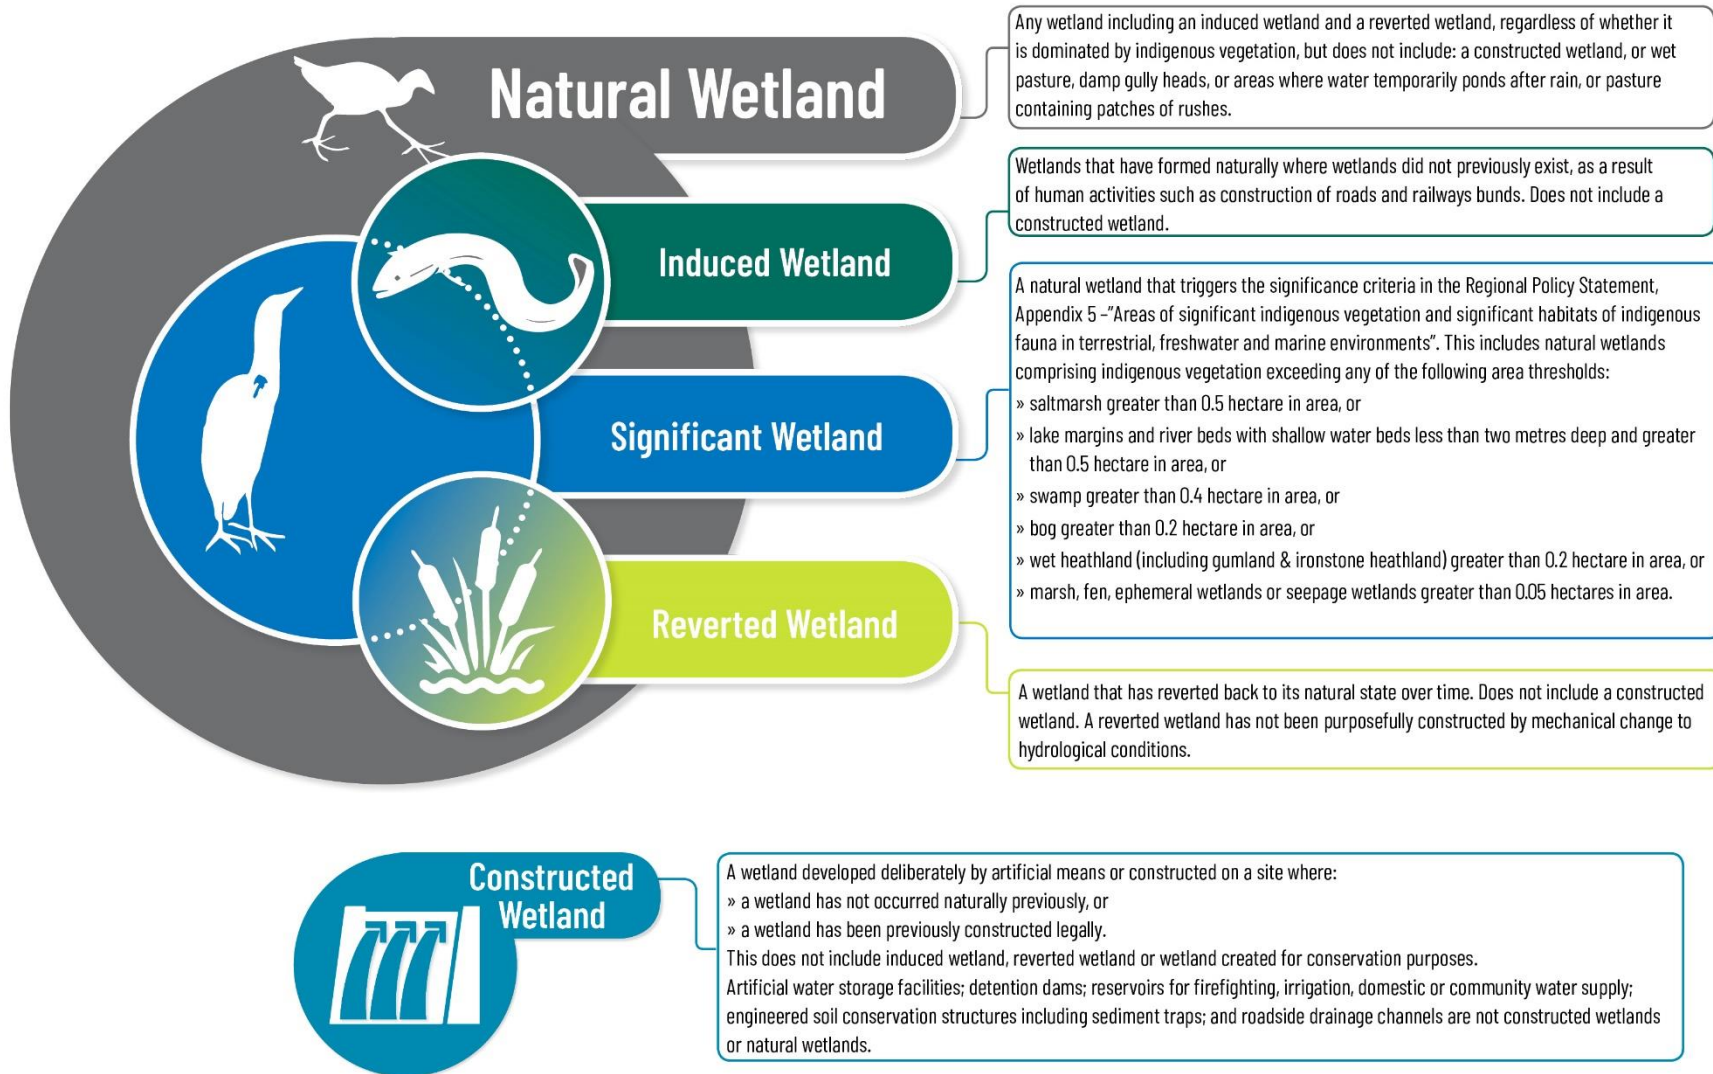 Natural Wetland
Any wetland including an induced wetland and a reverted wetland, regardless of whether it
is dominated by indigenous vegetation, but does not include: a constructed wetland, or wet
pasture, damp gully heads, or areas where water temporarily ponds after rain, or pasture
containing patches of rushes.
Induced Wetland
Wetlands that have formed naturally where wetlands did not previously exist, as a result
of human activities such as construction of roads and railways bunds. Does not include a
constructed wetland.
Significant Wetland
A natural wetland that triggers the significance criteria in the Regional Policy Statement,
Appendix 5 –"Areas of significant indigenous vegetation and significant habitats of indigenous
fauna in terrestrial, freshwater and marine environments". This includes natural wetlands
comprising indigenous vegetation exceeding any of the following area thresholds:
» saltmarsh greater than 0.5 hectare in area, or
» lake margins and river beds with shallow water beds less than two metres deep and greater
than 0.5 hectare in area, or
» swamp greater than 0.4 hectare in area, or
» bog greater than 0.2 hectare in area, or
» wet heathland (including gumland & ironstone heathland) greater than 0.2 hectare in area, or
» marsh, fen, ephemeral wetlands or seepage wetlands greater than 0.05 hectares in area.
Reverted Wetland
A wetland that has reverted back to its natural state over time. Does not include a constructed
wetland. A reverted wetland has not been purposefully constructed by mechanical change to
hydrological conditions.
Constructed
Wetland
A wetland developed deliberately by artificial means or constructed on a site where:
» a wetland has not occurred naturally previously, or
» a wetland has been previously constructed legally.
This does not include induced wetland, reverted wetland or wetland created for conservation purposes.
Artificial water storage facilities; detention dams; reservoirs for firefighting, irrigation, domestic or community water supply;
engineered soil conservation structures including sediment traps; and roadside drainage channels are not constructed wetlands
or natural wetlands.